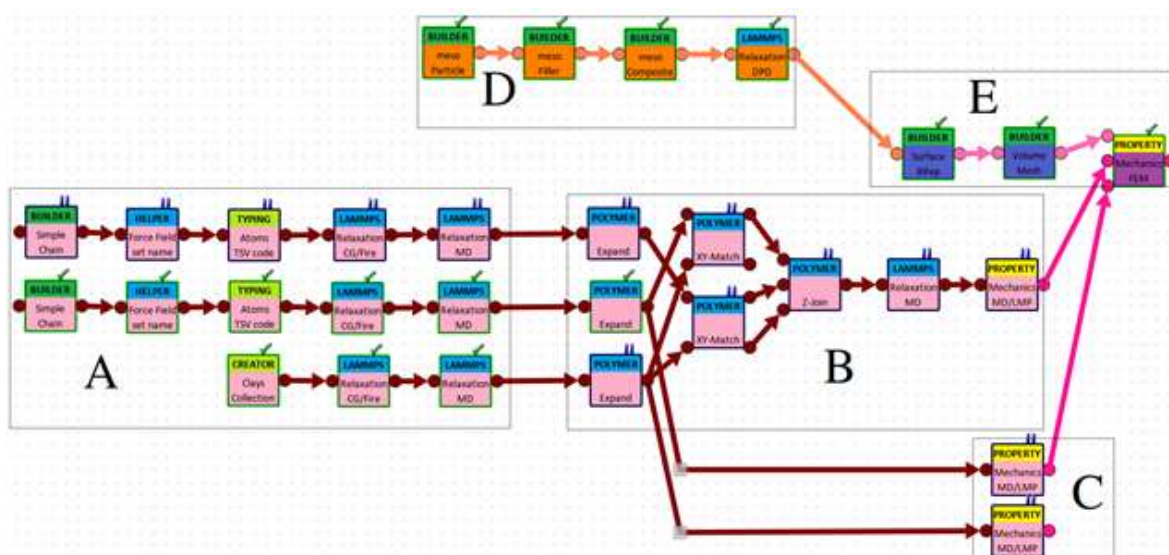 BUILDER
meso
Particle
BUILDER
meso
Filler
BUILDER
meso
Composite
LAMMPS
Relaxation
DPD
D
E
BUILDER
Surface
BRep
BUILDER
Volume
Mesh
PROPERTY
Mechanics
FEM
BUILDER
Simple
Chain
HELPER
Force Field
set name
TYPING
Atoms
TSV code
LAMMPS
Relaxation
CG/Fire
LAMMPS
Relaxation
MD
BUILDER
Simple
Chain
HELPER
Force Field
set name
TYPING
Atoms
TSV code
LAMMPS
Relaxation
CG/Fire
LAMMPS
Relaxation
MD
A
CREATOR
Clays
Collection
LAMMPS
Relaxation
CG/Fire
LAMMPS
Relaxation
MD
POLYMER
Expand
POLYMER
Expand
POLYMER
Expand
POLYMER
XY-Match
POLYMER
XY-Match
POLYMER
Z-Join
LAMMPS
Relaxation
MD
PROPERTY
Mechanics
MD/LMP
B
PROPERTY
Mechanics
MD/LMP
C
PROPERTY
Mechanics
MD/LMP